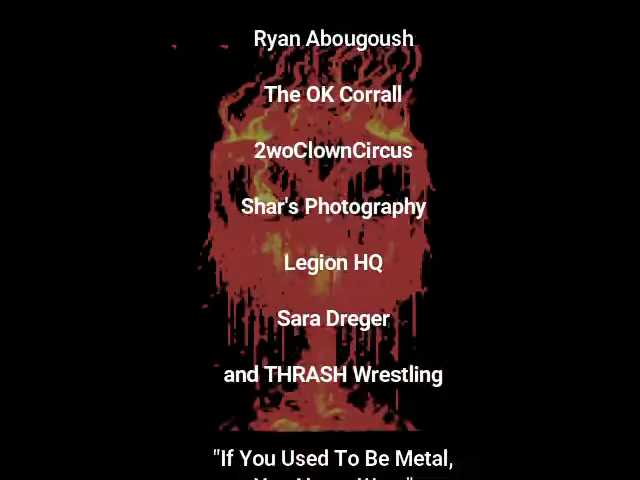 Ryan Abougoush
The OK Corrall
2woClownCircus
Shar's Photography
Legion HQ
Sara Dreger
and THRASH Wrestling
"If You Used To Be Metal,